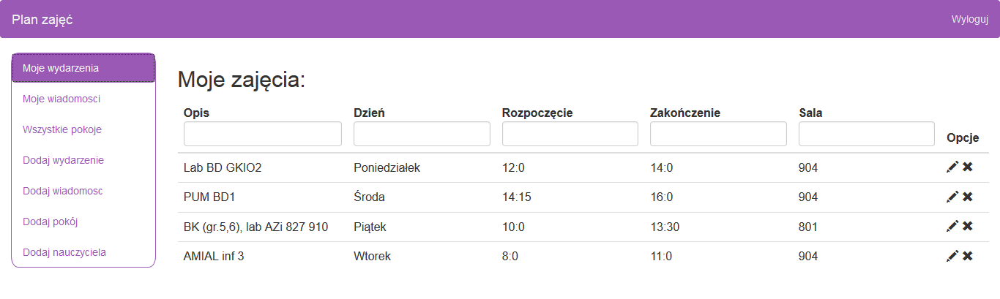 Plan zajęć Wyloguj
Moje wydarzenia
Moje wiadomosci
Wszystkie pokoje
Dodaj wydarzenie
Dodaj wiadomosc
Dodaj pokój
Dodaj nauczyciela
Moje zajęcia:
Opis Dzień Rozpoczęcie Zakończenie Sala Opcje
Lab BD GKIO2 Poniedziałek 12:0 14:0 904
PUM BD1 Środa 14:15 16:0 904
BK (gr.5,6), lab AZi 827 910 Piątek 10:0 13:30 801
AMIAL inf 3 Wtorek 8:0 11:0 904